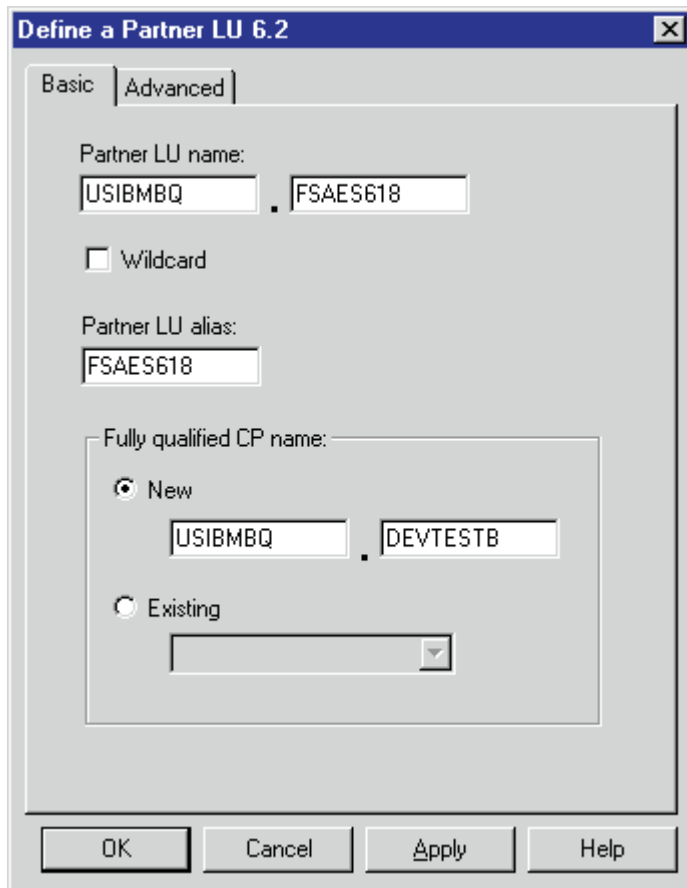 Define a Partner LU 6.2
Basic Advanced
Partner LU name:
USIBMBQ . FSAES618
Wildcard
Partner LU alias:
FSAES618
Fully qualified CP name:
New
USIBMBQ . DEVTESTB
Existing
OK Cancel Apply Help